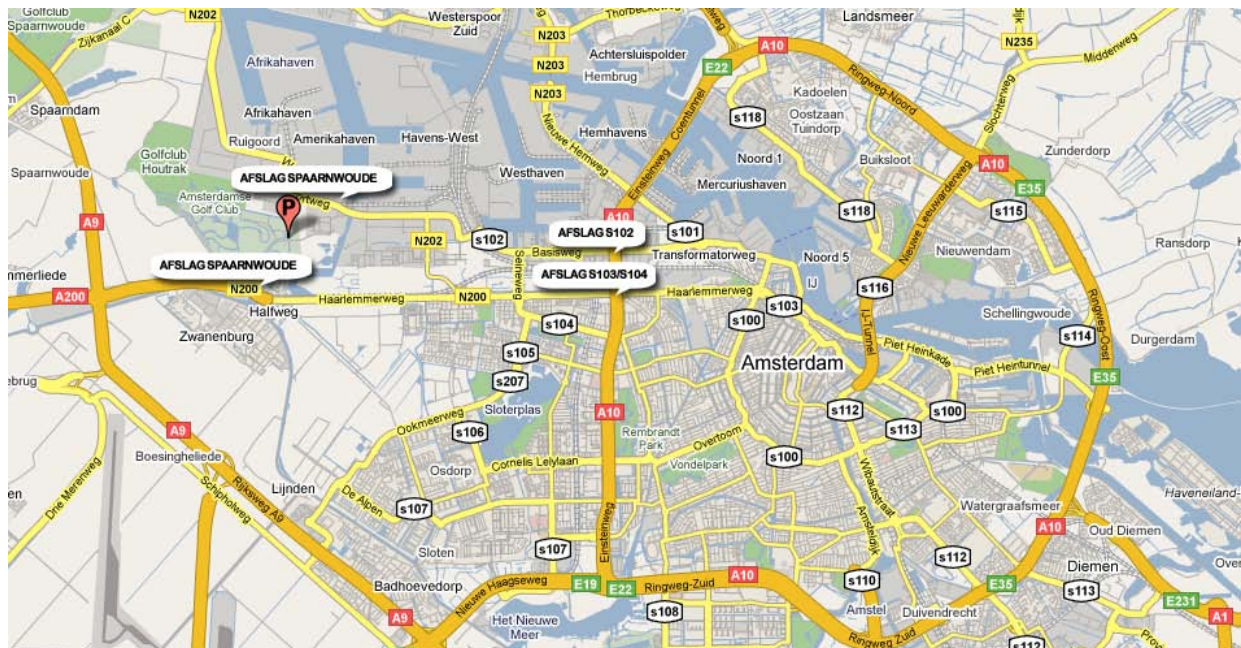 Golfclub
Spaarnwoude
Zijkanaal C
N202
Westerspoor
Zuid
N203
Thorbeckeweg
Landsmeer
N235
Middenweg
Afrikahaven
Achtersluispolder
Hembrug
A10
E22
Ringweg-Noord
Slochterweg
Spaarndam
Afrikahaven
Amerikahaven
Havens-West
N203
N203
Nieuwe Hemweg
Coentunnel
s118
Kadoelen
Oostzaan
Tuindorp
Ruigoord
Hemhavens
Noord 1
Buiksloot
A10
Zunderdorp
Golfclub
Houtrak
Spaarnwoude
AFSLAG SPAARNWOUDE
Westhaven
Einsteinweg
Mercuriushaven
E35
Amsterdamse
Golf Club
P
A9
A10
s118
Nieuwe Leeuwarderweg
s115
N202
s102
AFSLAG S102
s101
Nieuwendam
Ransdorp
AFSLAG SPAARNWOUDE
Basisweg
Transformatorweg
Noord 5
Seineweg
AFSLAG S103/S104
IJ
s116
A200
N200
Halfweg
Haarlemmerweg
N200
Haarlemmerweg
s103
s100
Schellingwoude
Ringweg-Oost
Zwanenburg
s104
IJ-Tunnel
s114
Durgerdam
s105
Amsterdam
Piet Heinkade
Piet Heintunnel
s207
Sloterplas
E35
A10
s112
s100
Ookmeerweg
s106
Rembrandt
Park
Overtoom
s113
A9
Boesingheliede
Osdorp
Cornelis Lelylaan
Vondelpark
s100
Drie Merenweg
Lijnden
Rijksweg A9
Schipholweg
De Alpen
s107
Einsteinweg
Wibautstraat
Amsteldijk
Watergraafsmeer
A10
Oud Diemen
Sloten
s107
s112
Diemen
Badhoevedorp
Nieuwe Haagseweg
E19
E22
Ringweg-Zuid
A10
s110
E35
s113
E231
A9
Het Nieuwe
Meer
s108
Amstel
Duivendrecht
Ringweg Zuid
s112
A1